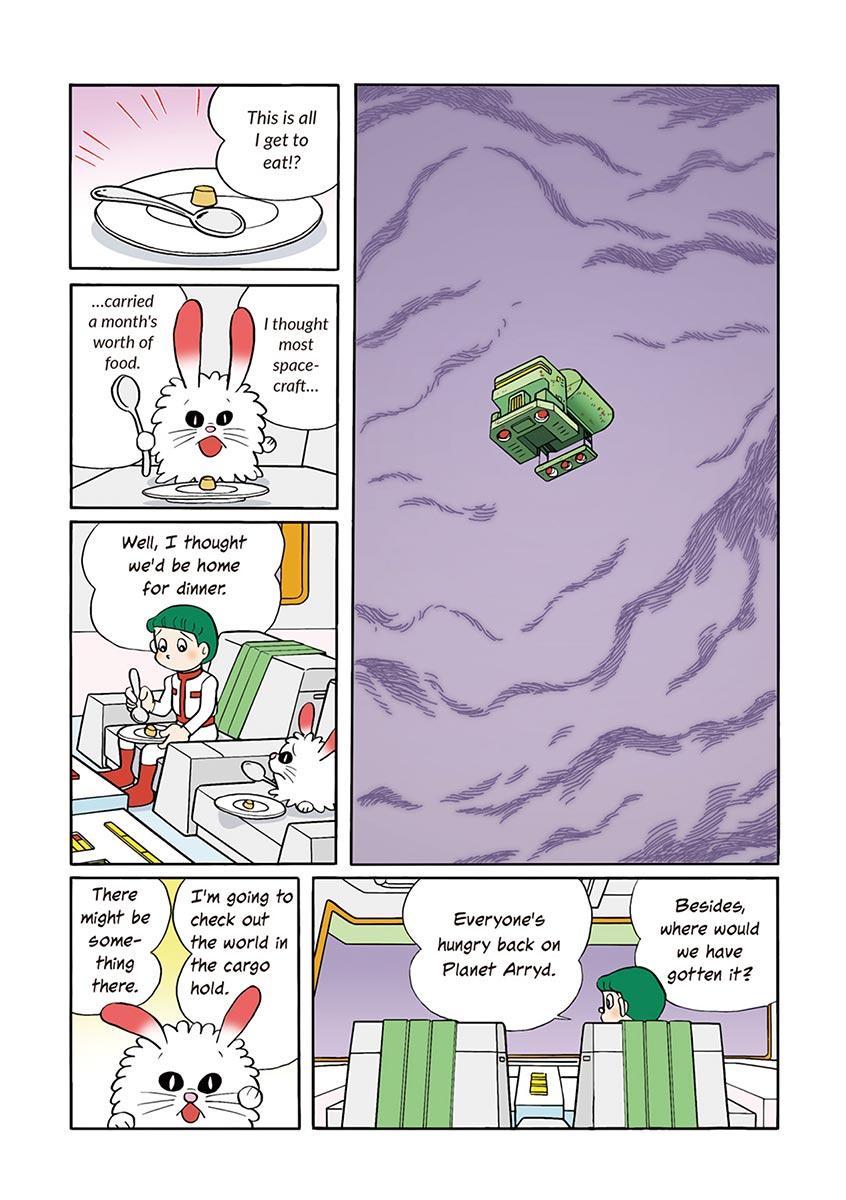 This is all
I get to
eat!?
I thought
most
space-
craft...
...carried
a month's
worth of
food.
Well, I thought
we'd be home
for dinner.
Besides,
where would
we have
gotten it?
Everyone's
hungry back on
Planet Arryd.
I'm going to
check out
the world in
the cargo
hold.
There
might be
some-
thing
there.